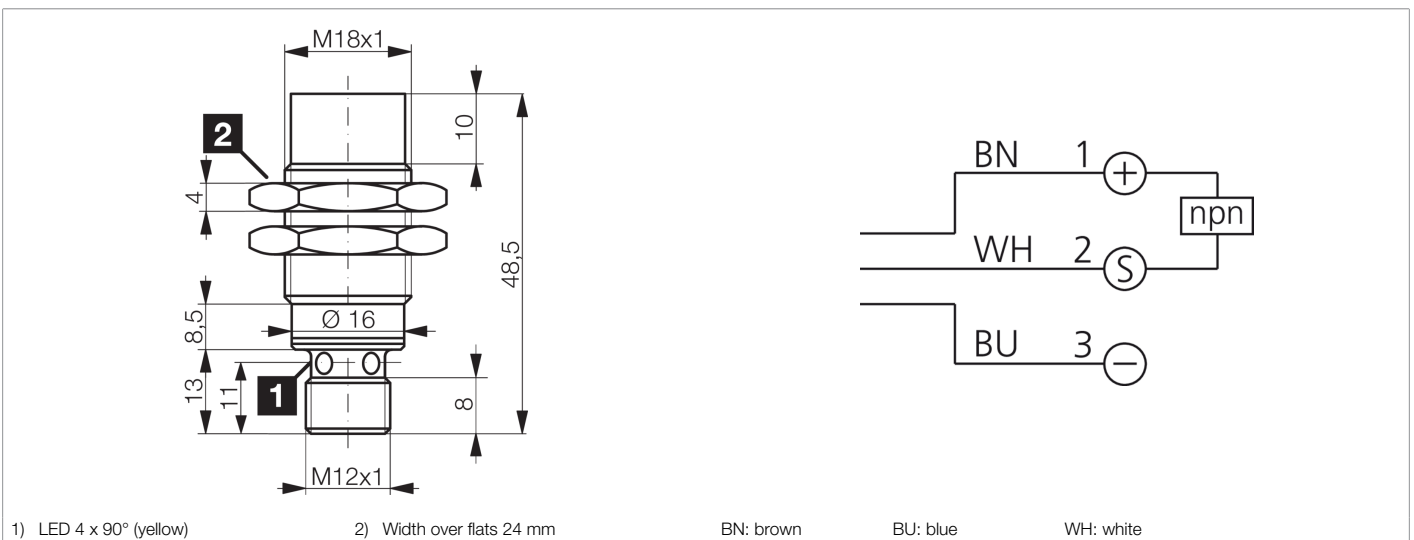 M18x1
2
10
4
48,5
8,5
Ø 16
13
11
1
8
M12x1
BN 1 +
npn
WH 2 S
BU 3 −
1) LED 4 x 90° (yellow) 2) Width over flats 24 mm BN: brown BU: blue WH: white